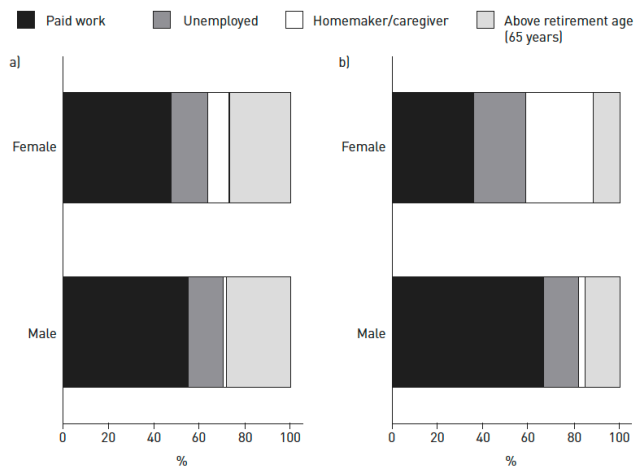 Paid work
Unemployed
Homemaker/caregiver
Above retirement age
(65 years)
a)
Female
Male
0 20 40 60 80 100
%
b)
Female
Male
0 20 40 60 80 100
%